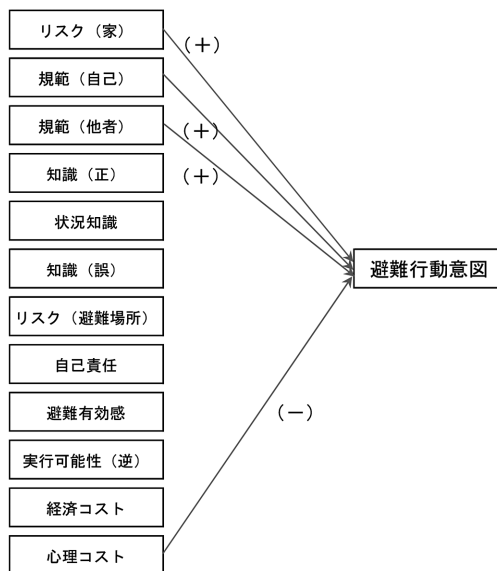 リスク（家）
（＋）
規範（自己）
規範（他者）
（＋）
知識（正）
（＋）
状況知識
知識（誤）
避難行動意図
リスク（避難場所）
自己責任
避難有効感
（－）
実行可能性（逆）
経済コスト
心理コスト